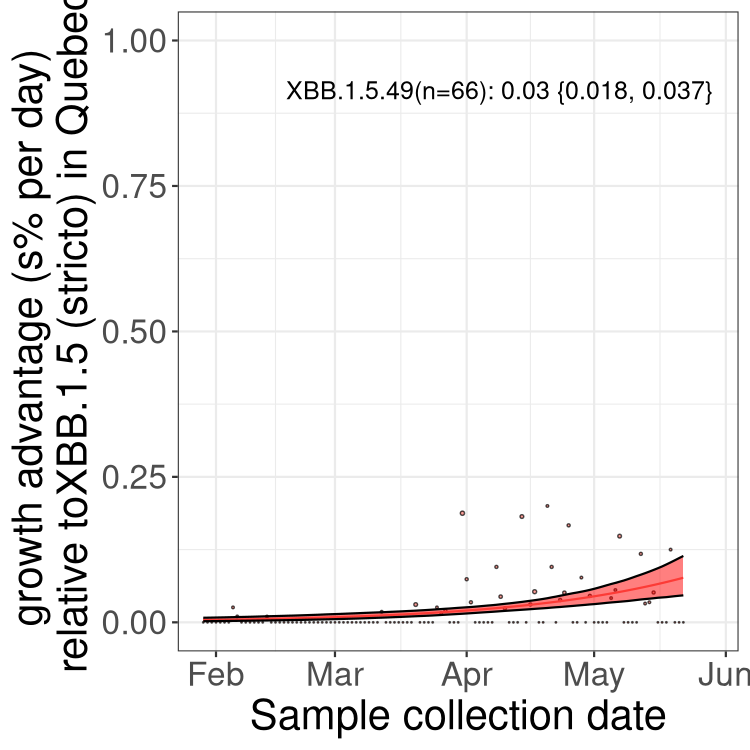 growth advantage (s% per day)
relative toXBB.1.5 (stricto) in Quebec
1.00
0.75
0.50
0.25
0.00
XBB.1.5.49(n=66): 0.03 {0.018, 0.037}
Feb
Mar
Apr
May
Jun
Sample collection date